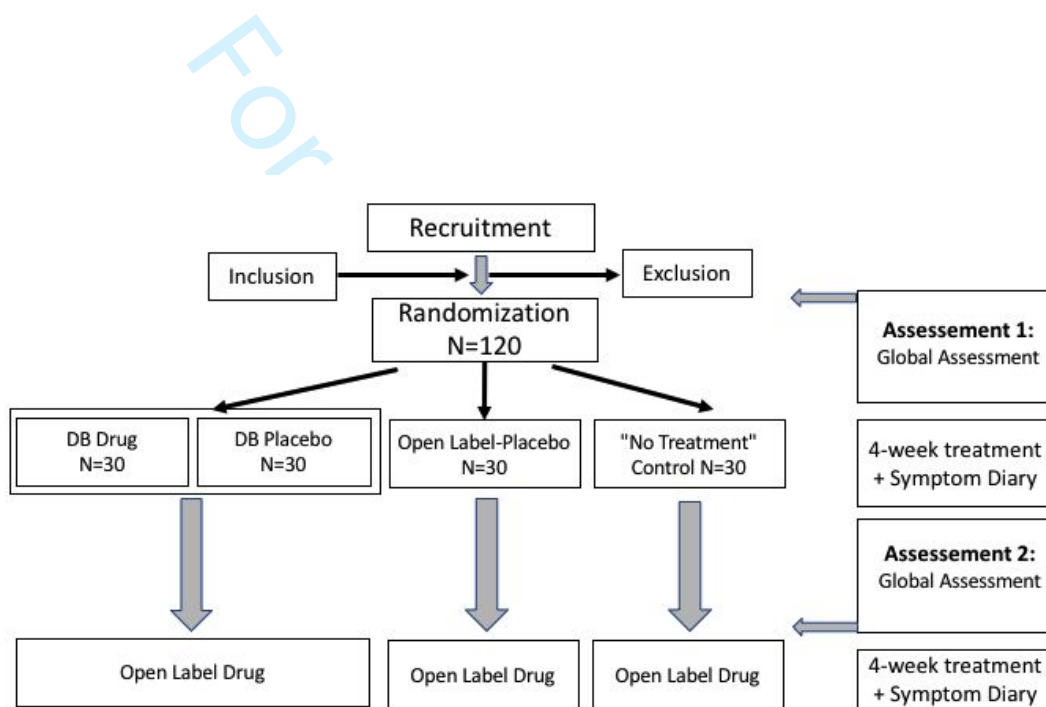 For
Recruitment
Inclusion
Exclusion
Randomization
N=120
Assessement 1:
Global Assessment
DB Drug
N=30
DB Placebo
N=30
Open Label-Placebo
N=30
"No Treatment"
Control N=30
4-week treatment
+ Symptom Diary
Assessement 2:
Global Assessment
Open Label Drug
Open Label Drug
Open Label Drug
4-week treatment
+ Symptom Diary